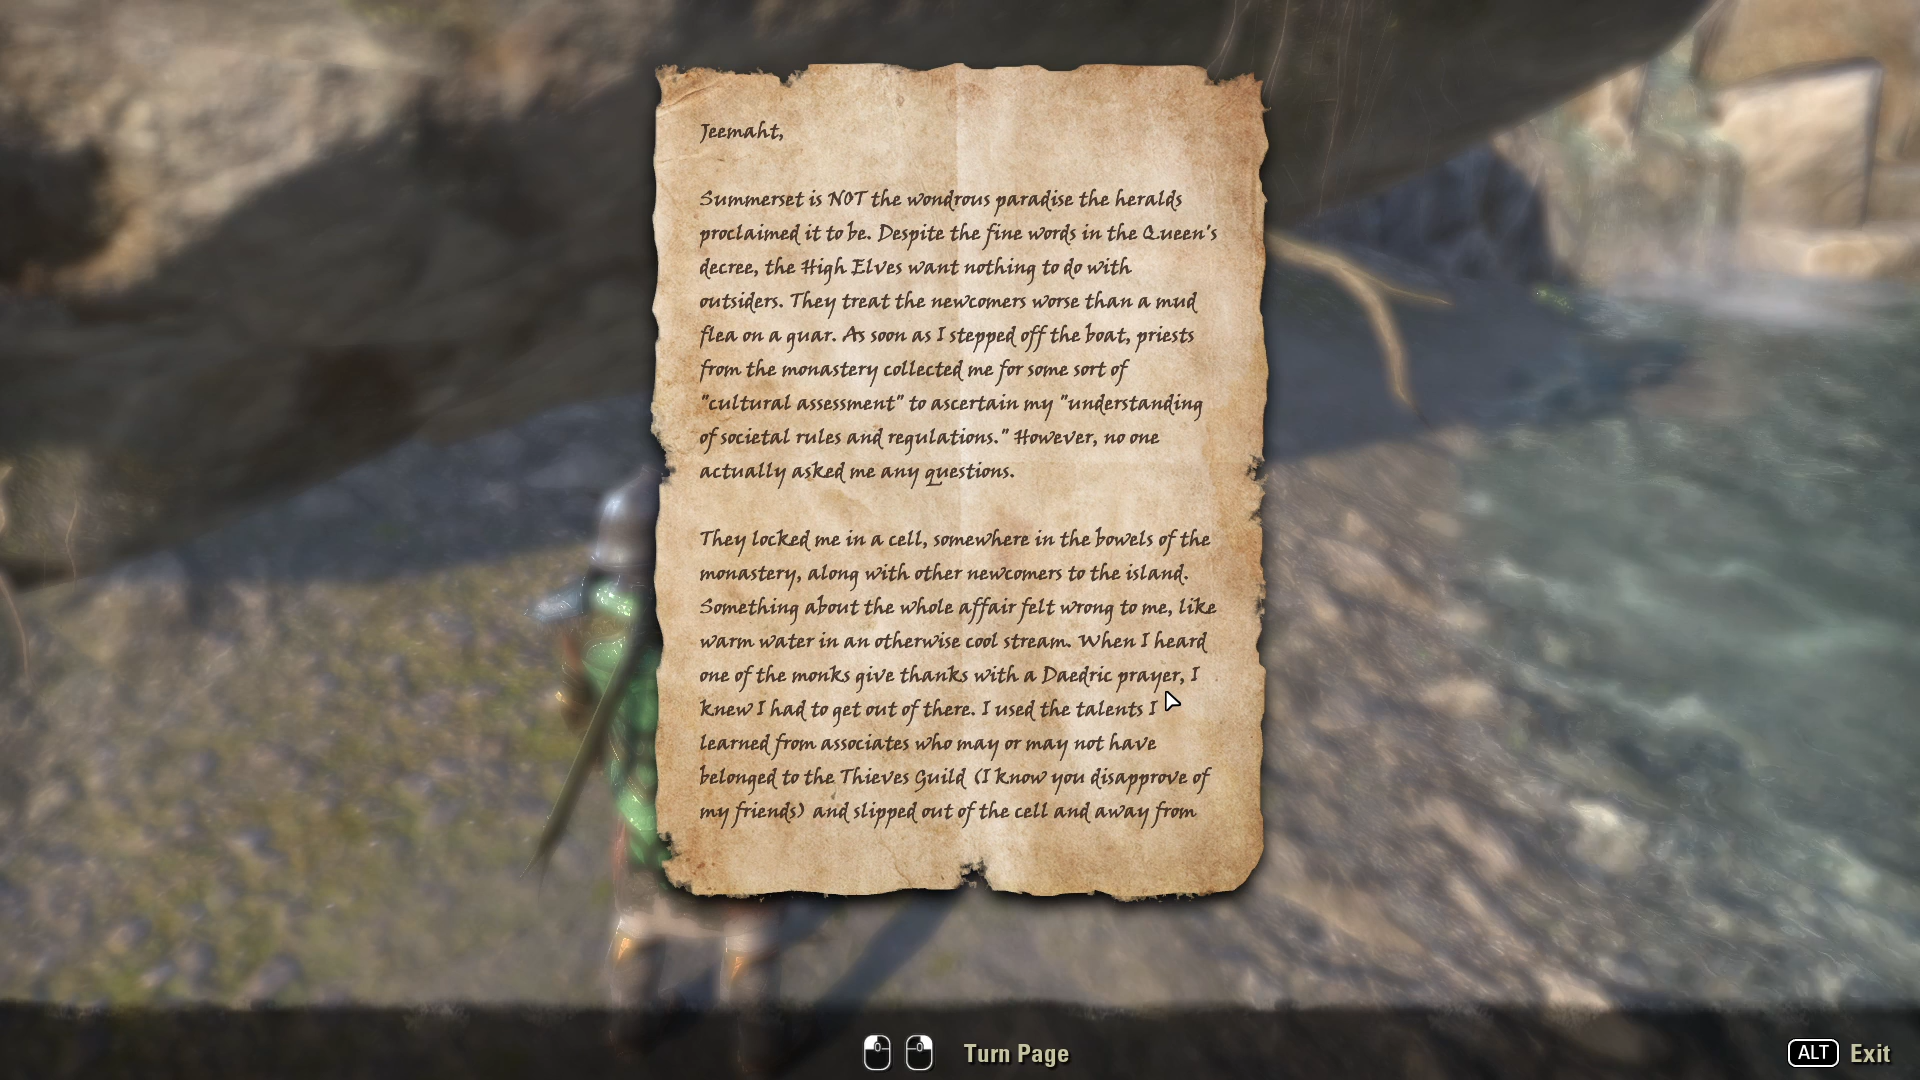 Jeemaht,
Summerset is NOT the wondrous paradise the heralds
proclaimed it to be. Despite the fine words in the Queen's
decree, the High Elves want nothing to do with
outsiders. They treat the newcomers worse than a mud
flea on a guar. As soon as I stepped off the boat, priests
from the monastery collected me for some sort of
"cultural assessment" to ascertain my "understanding
of societal rules and regulations." However, no one
actually asked me any questions.
They locked me in a cell, somewhere in the bowels of the
monastery, along with other newcomers to the island.
Something about the whole affair felt wrong to me, like
warm water in an otherwise cool stream. When I heard
one of the monks give thanks with a Daedric prayer, I
knew I had to get out of there. I used the talents I
learned from associates who may or may not have
belonged to the Thieves Guild (I know you disapprove of
my friends) and slipped out of the cell and away from
Turn Page
ALT Exit